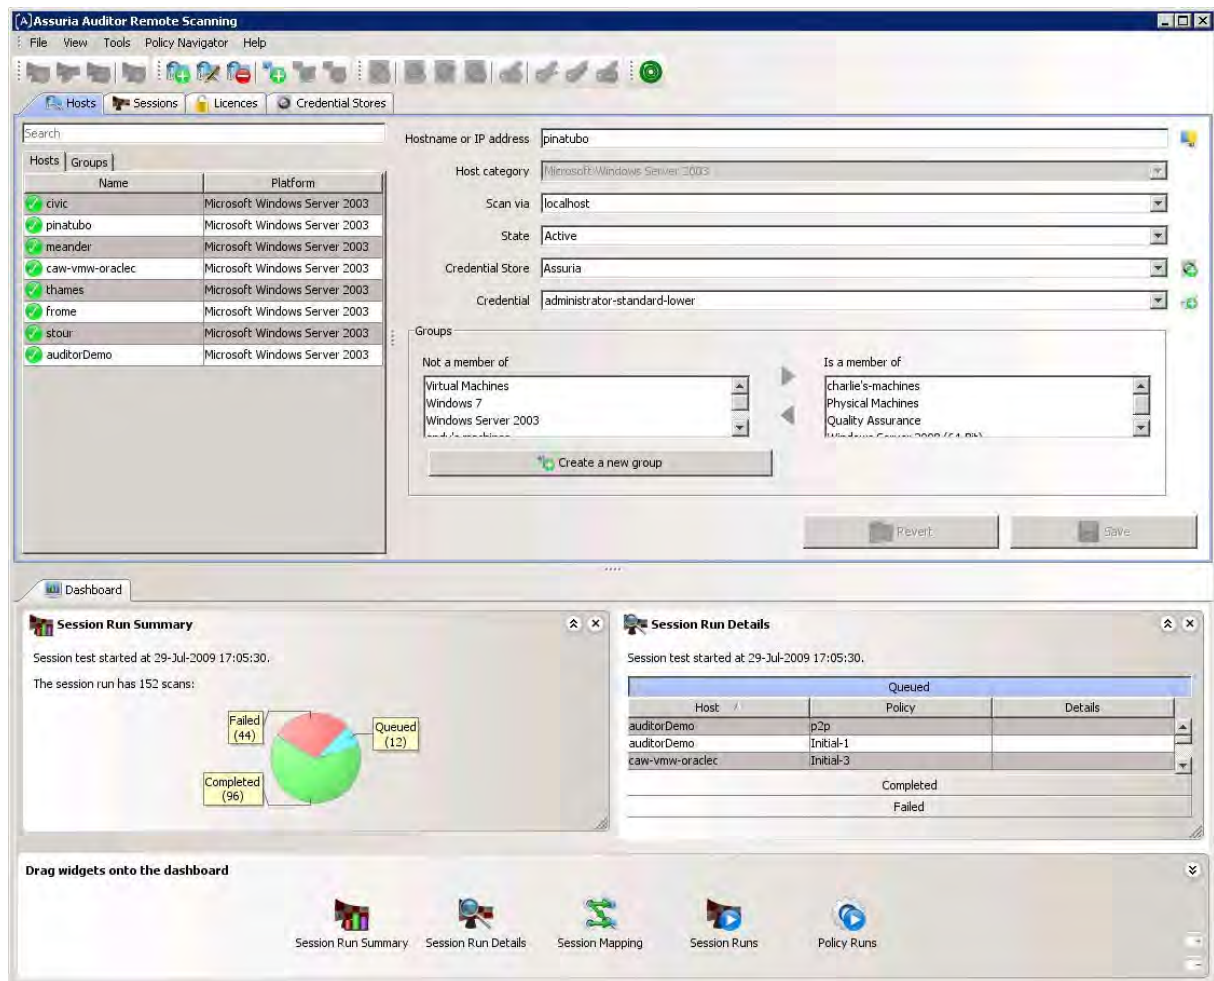 (A)Assuria Auditor Remote Scanning
File View Tools Policy Navigator Help
Hosts Sessions Licences Credential Stores
Search
Hosts Groups
Name Platform
civic Microsoft Windows Server 2003
pinatubo Microsoft Windows Server 2003
meander Microsoft Windows Server 2003
caw-vmw-oraclec Microsoft Windows Server 2003
thames Microsoft Windows Server 2003
frome Microsoft Windows Server 2003
stour Microsoft Windows Server 2003
auditorDemo Microsoft Windows Server 2003
Hostname or IP address pinatubo
Host category Microsoft Windows Server 2003
Scan via localhost
State Active
Credential Store Assuria
Credential administrator-standard-lower
Groups
Not a member of
Virtual Machines
Windows 7
Windows Server 2003
andy's-machines
Is a member of
charlie's-machines
Physical Machines
Quality Assurance
Windows Server 2008 (64-Bit)
Create a new group
Revert Save
Dashboard
Session Run Summary
Session test started at 29-Jul-2009 17:05:30.
The session run has 152 scans:
Failed
(44)
Queued
(12)
Completed
(96)
Session Run Details
Session test started at 29-Jul-2009 17:05:30.
Queued
Host Policy Details
auditorDemo p2p
auditorDemo Initial-1
caw-vmw-oraclec Initial-3
Completed
Failed
Drag widgets onto the dashboard
Session Run Summary Session Run Details Session Mapping Session Runs Policy Runs